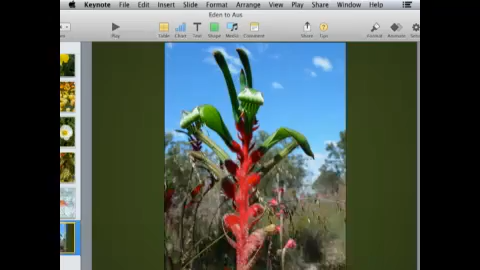 Keynote File Edit Insert Slide Format Arrange View Play Share Window Help
Eden to Aus
Play Table Chart Text Shape Media Comment Share Tips Format Animate